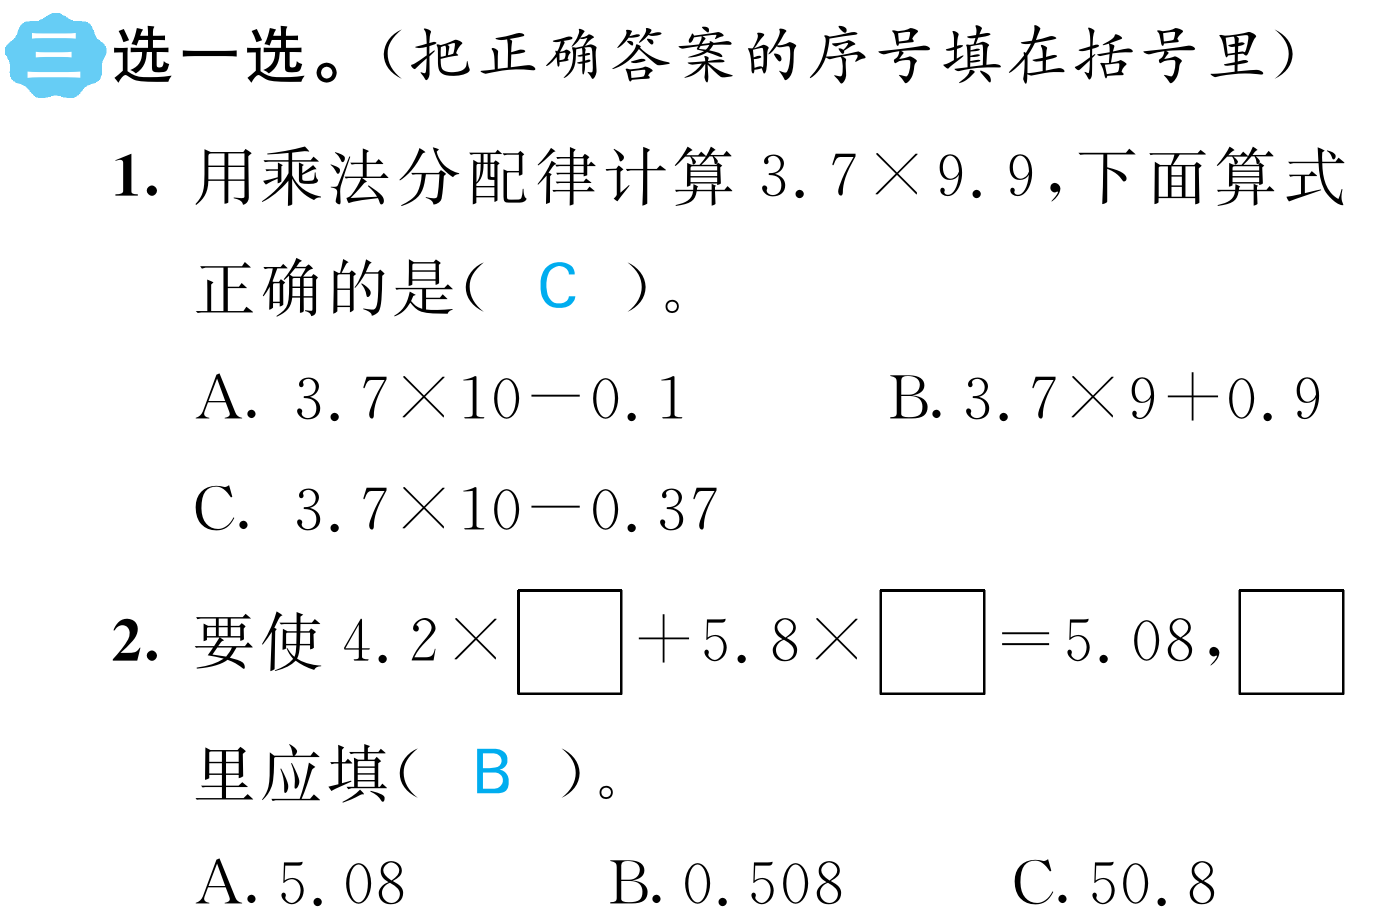 三 选一选。(把正确答案的序号填在括号里)
1. 用乘法分配律计算 3.7×9.9,下面算式
正确的是( C )。
A. 3.7×10-0.1 B. 3.7×9+0.9
C. 3.7×10-0.37
2. 要使 4.2×□+5.8×□=5.08,□
里应填( B )。
A. 5.08 B. 0.508 C. 50.8